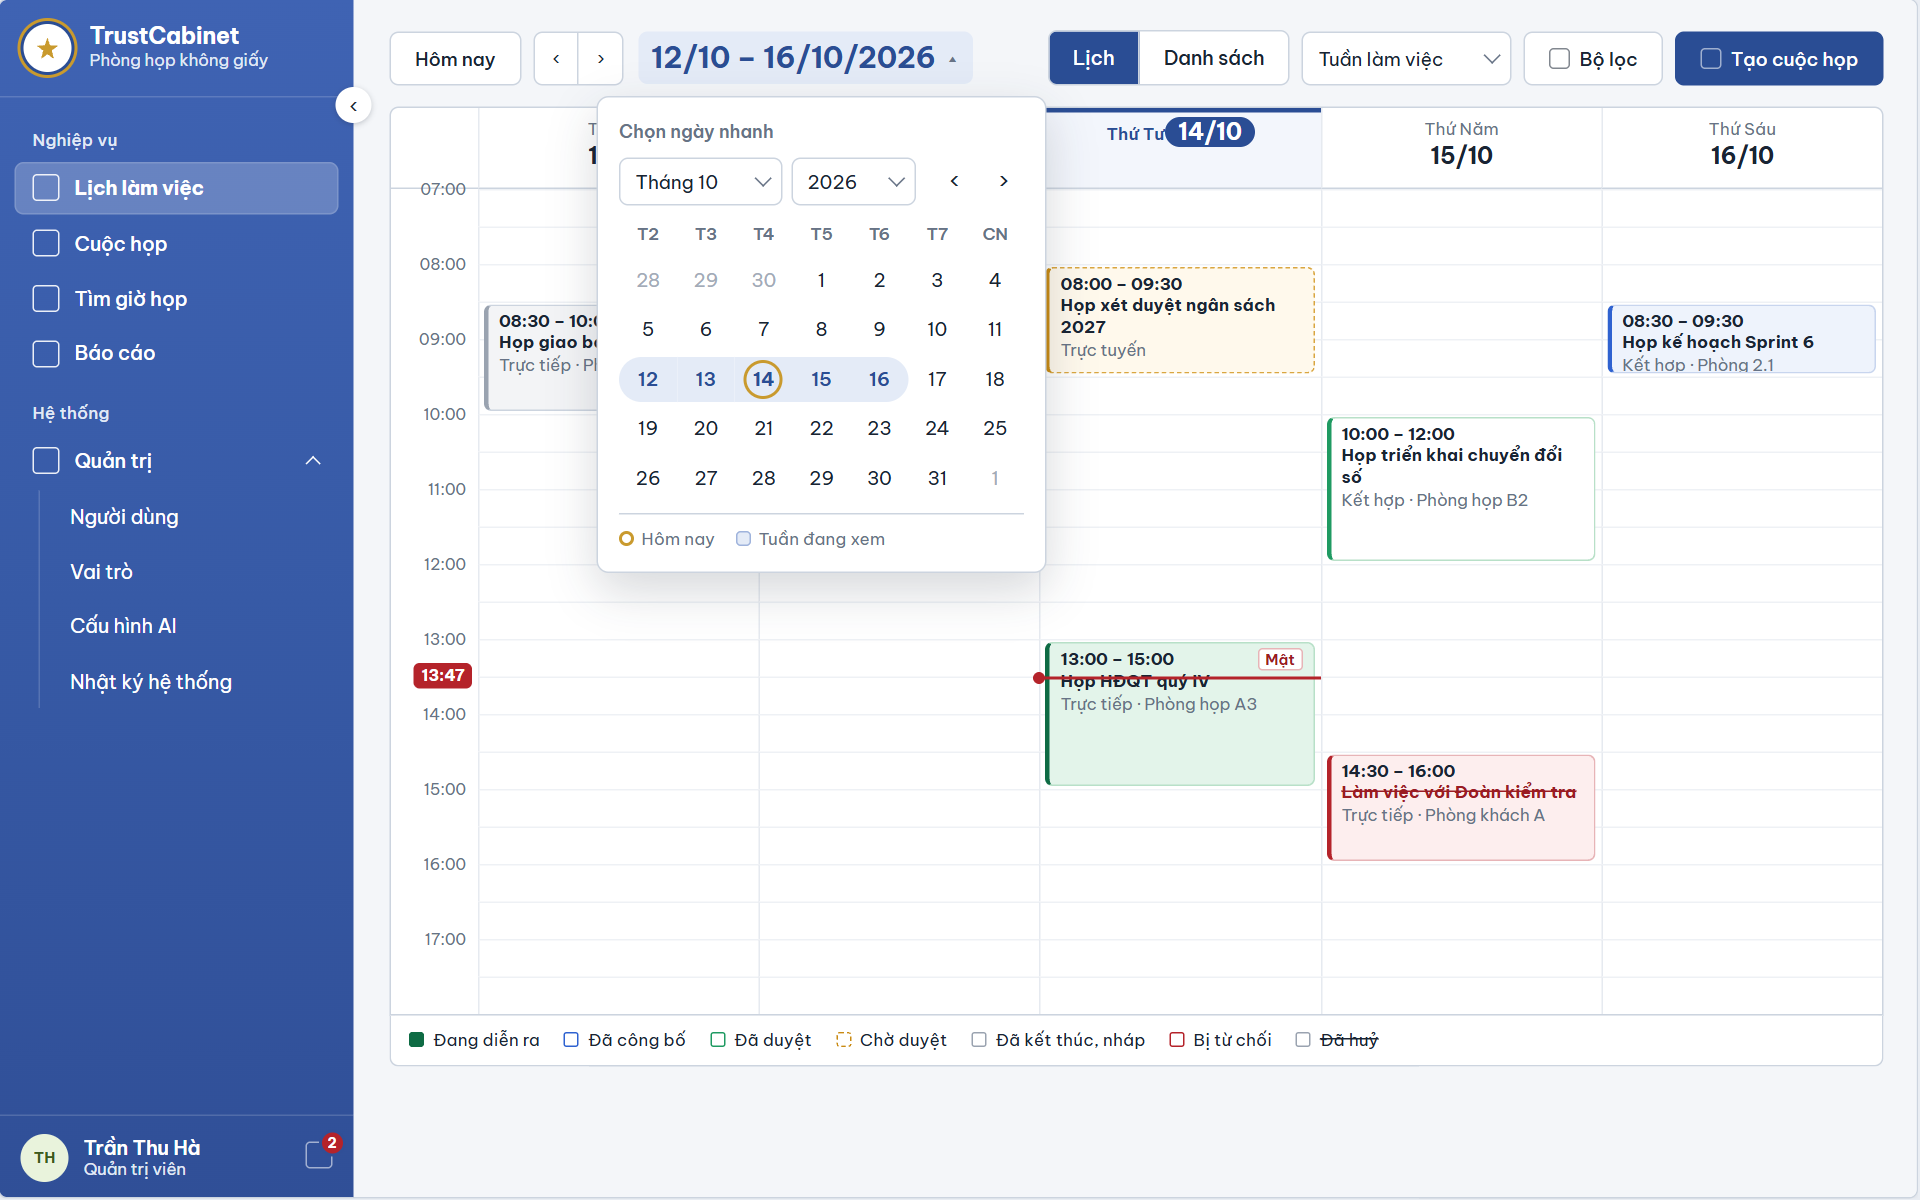 TrustCabinet
Phòng họp không giấy
Nghiệp vụ
Lịch làm việc
Cuộc họp
Tìm giờ họp
Báo cáo
Hệ thống
Quản trị
Người dùng
Vai trò
Cấu hình AI
Nhật ký hệ thống
TH
Trần Thu Hà
Quản trị viên
2
Hôm nay
12/10 – 16/10/2026
Lịch
Danh sách
Tuần làm việc
Bộ lọc
Tạo cuộc họp
Thứ Tư 14/10
Thứ Năm
15/10
Thứ Sáu
16/10
Chọn ngày nhanh
Tháng 10
2026
T2 T3 T4 T5 T6 T7 CN
28 29 30 1 2 3 4
5 6 7 8 9 10 11
12 13 14 15 16 17 18
19 20 21 22 23 24 25
26 27 28 29 30 31 1
Hôm nay
Tuần đang xem
07:00
08:00
09:00
10:00
11:00
12:00
13:00
13:47
14:00
15:00
16:00
17:00
08:30 – 10:0
Họp giao b
Trực tiếp · P
08:00 – 09:30
Họp xét duyệt ngân sách
2027
Trực tuyến
13:00 – 15:00
Mật
Họp HĐQT quý IV
Trực tiếp · Phòng họp A3
10:00 – 12:00
Họp triển khai chuyển đổi
số
Kết hợp · Phòng họp B2
14:30 – 16:00
Làm việc với Đoàn kiểm tra
Trực tiếp · Phòng khách A
08:30 – 09:30
Họp kế hoạch Sprint 6
Kết hợp · Phòng 2.1
Đang diễn ra
Đã công bố
Đã duyệt
Chờ duyệt
Đã kết thúc, nháp
Bị từ chối
Đã huỷ